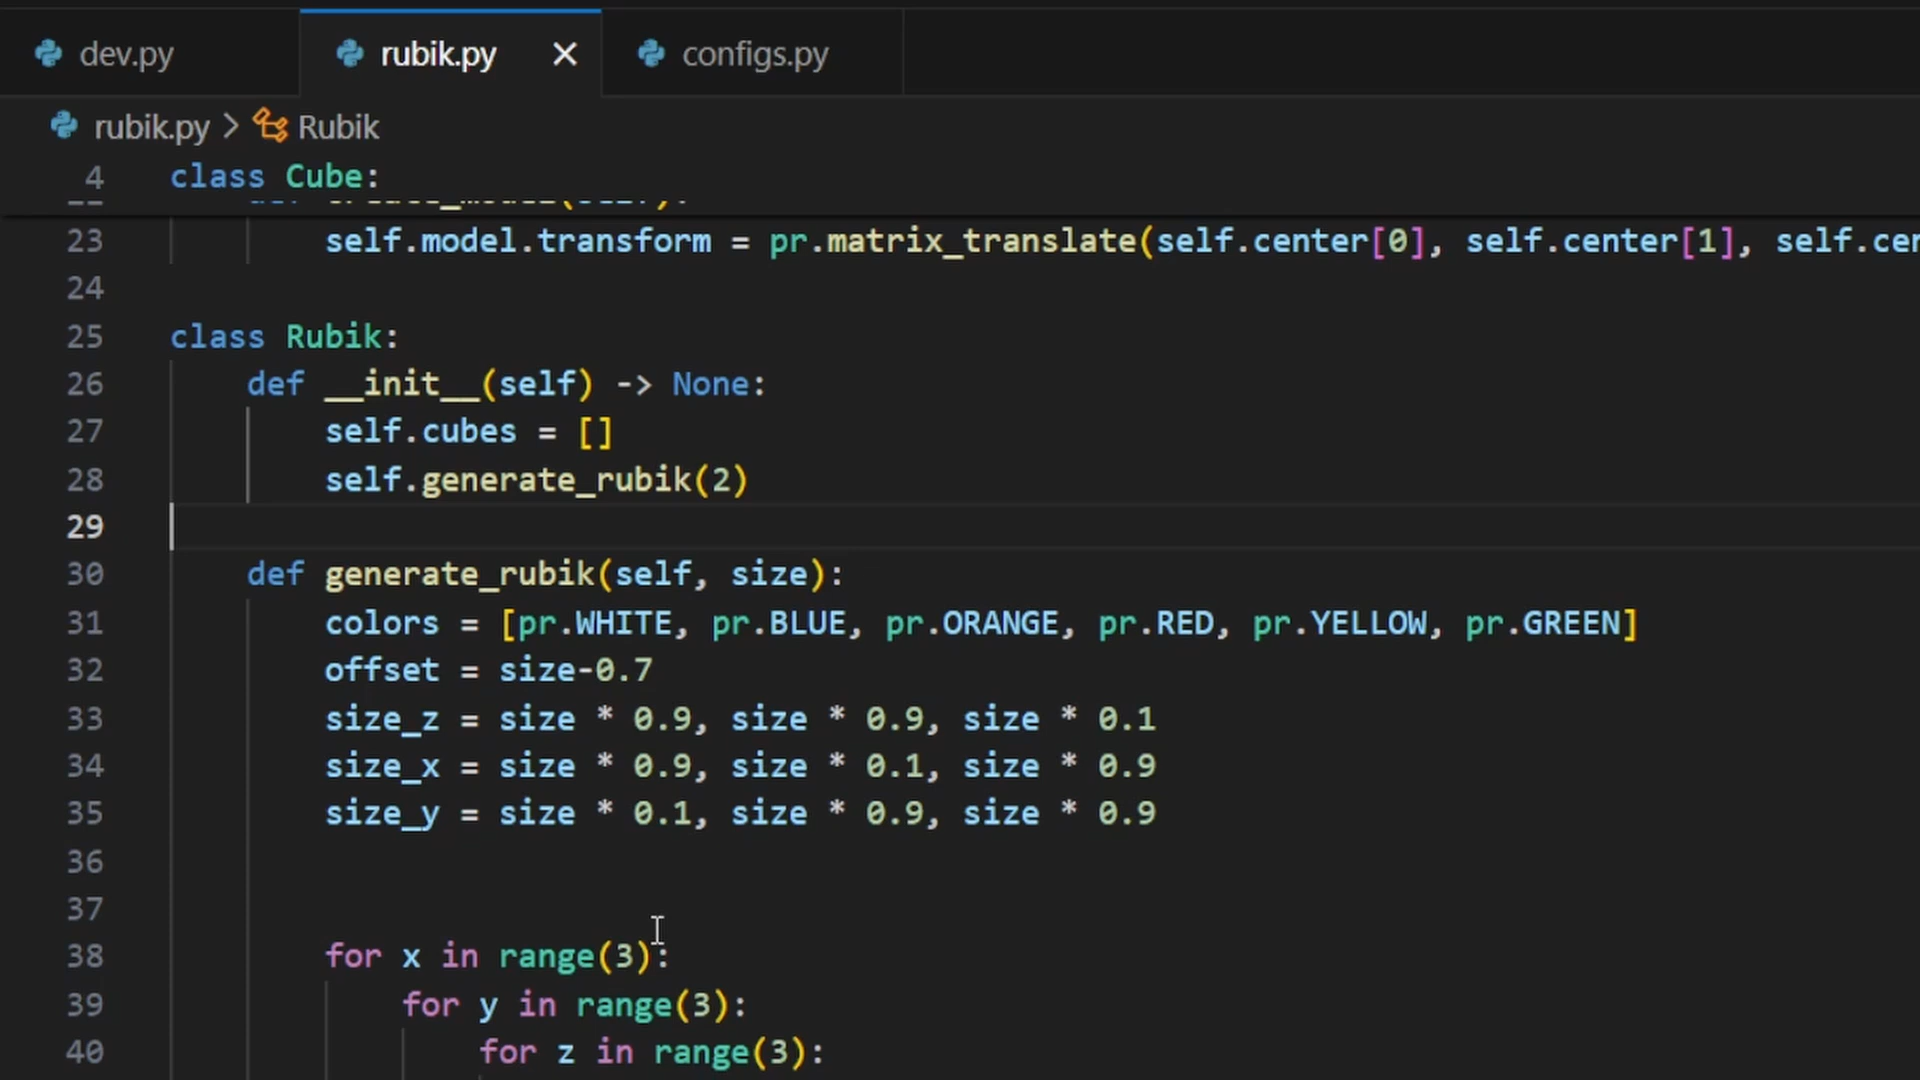 dev.py rubik.py configs.py
rubik.py > Rubik
4 class Cube:
23 self.model.transform = pr.matrix_translate(self.center[0], self.center[1], self.cen
24
25 class Rubik:
26 def __init__(self) -> None:
27 self.cubes = []
28 self.generate_rubik(2)
29
30 def generate_rubik(self, size):
31 colors = [pr.WHITE, pr.BLUE, pr.ORANGE, pr.RED, pr.YELLOW, pr.GREEN]
32 offset = size-0.7
33 size_z = size * 0.9, size * 0.9, size * 0.1
34 size_x = size * 0.9, size * 0.1, size * 0.9
35 size_y = size * 0.1, size * 0.9, size * 0.9
36
37
38 for x in range(3):
39 for y in range(3):
40 for z in range(3):